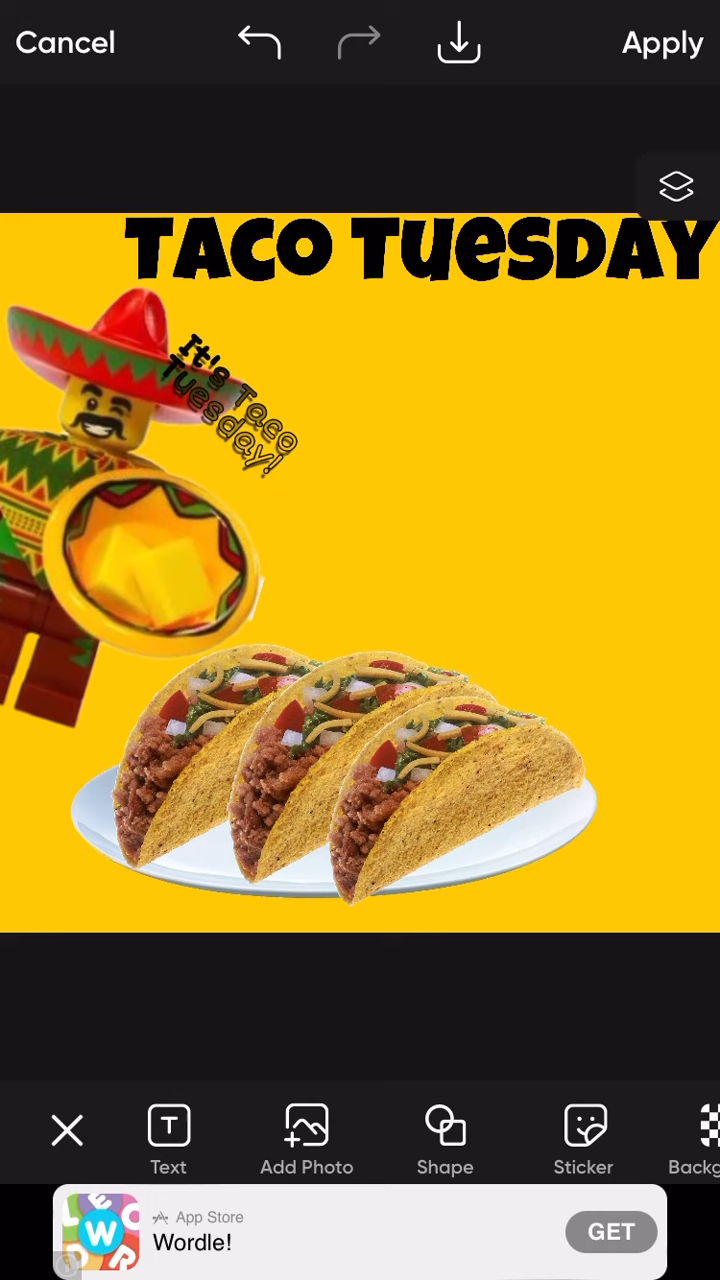 Cancel
Apply
Taco Tuesday
It's Taco
Tuesday!
T
Text
Add Photo
Shape
Sticker
Backg
L E C
W
D R
App Store
Wordle!
GET